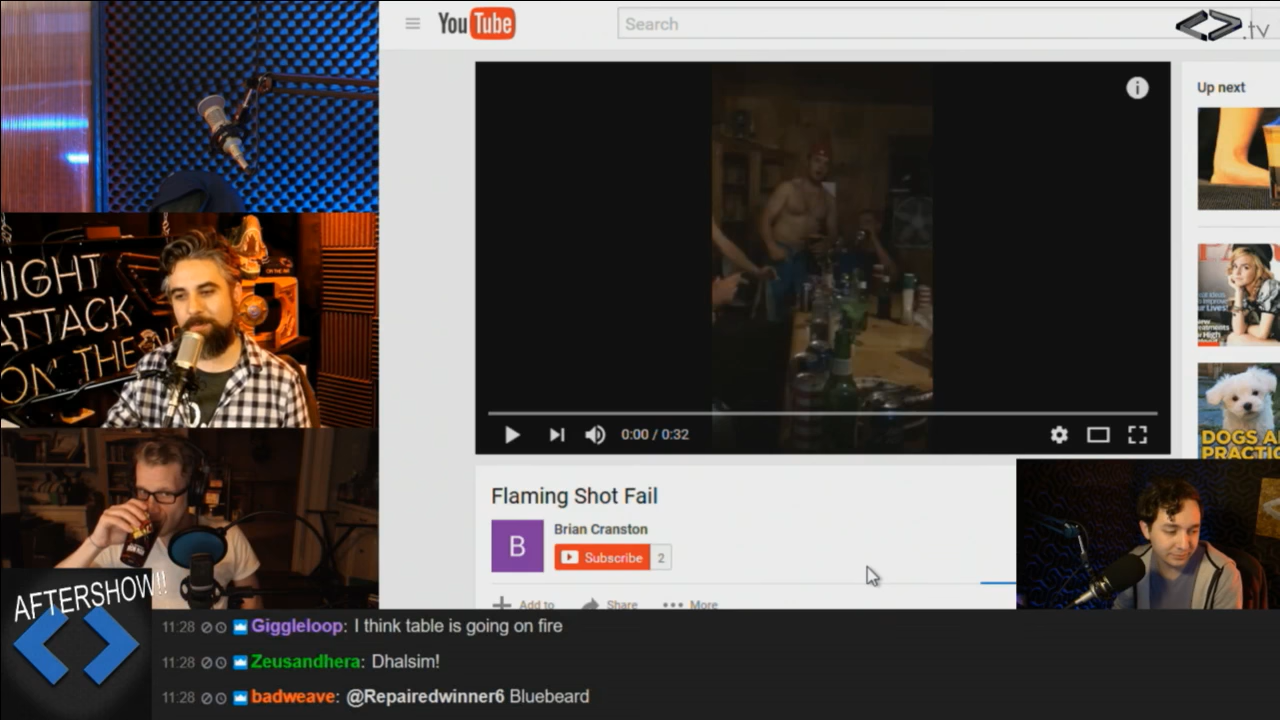 YouTube
Search
.tv
NIGHT
ATTACK
ON THE
Up next
0:00 / 0:32
DOGS A
PRACTIC
Flaming Shot Fail
B
Brian Cranston
Subscribe 2
Add to Share More
AFTERSHOW!!
11:28 Giggleloop: I think table is going on fire
11:28 Zeusandhera: Dhalsim!
11:28 badweave: @Repairedwinner6 Bluebeard